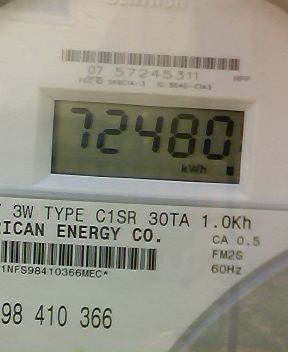 07 57245311
72480
kWh
3W TYPE C1SR 30TA 1.0Kh
RICAN ENERGY CO.
CA 0.5
FM2S
60Hz
1NFS98410366MEC*
98 410 366